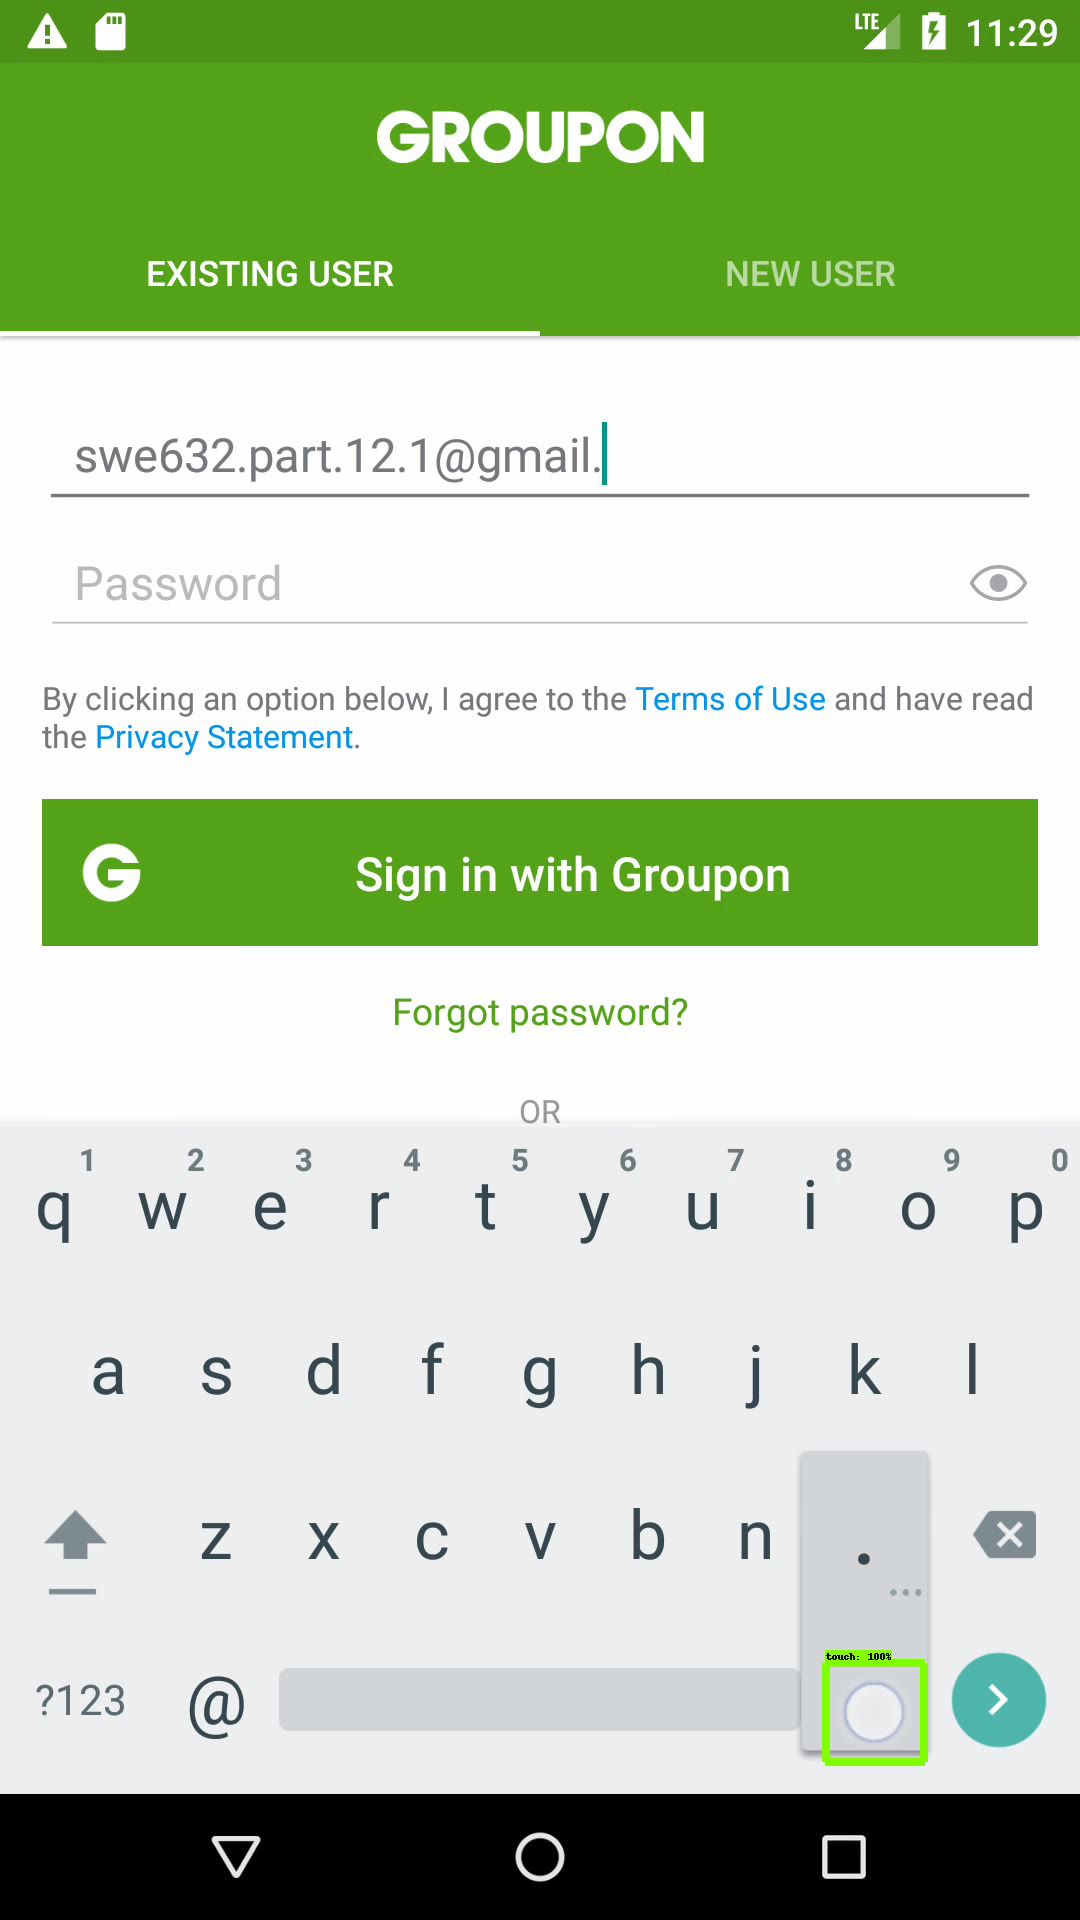 LTE 11:29
GROUPON
EXISTING USER NEW USER
swe632.part.12.1@gmail.
Password
By clicking an option below, I agree to the Terms of Use and have read
the Privacy Statement.
G Sign in with Groupon
Forgot password?
OR
1 2 3 4 5 6 7 8 9 0
q w e r t y u i o p
a s d f g h j k l
z x c v b n .
...
touch: 100%
?123 @